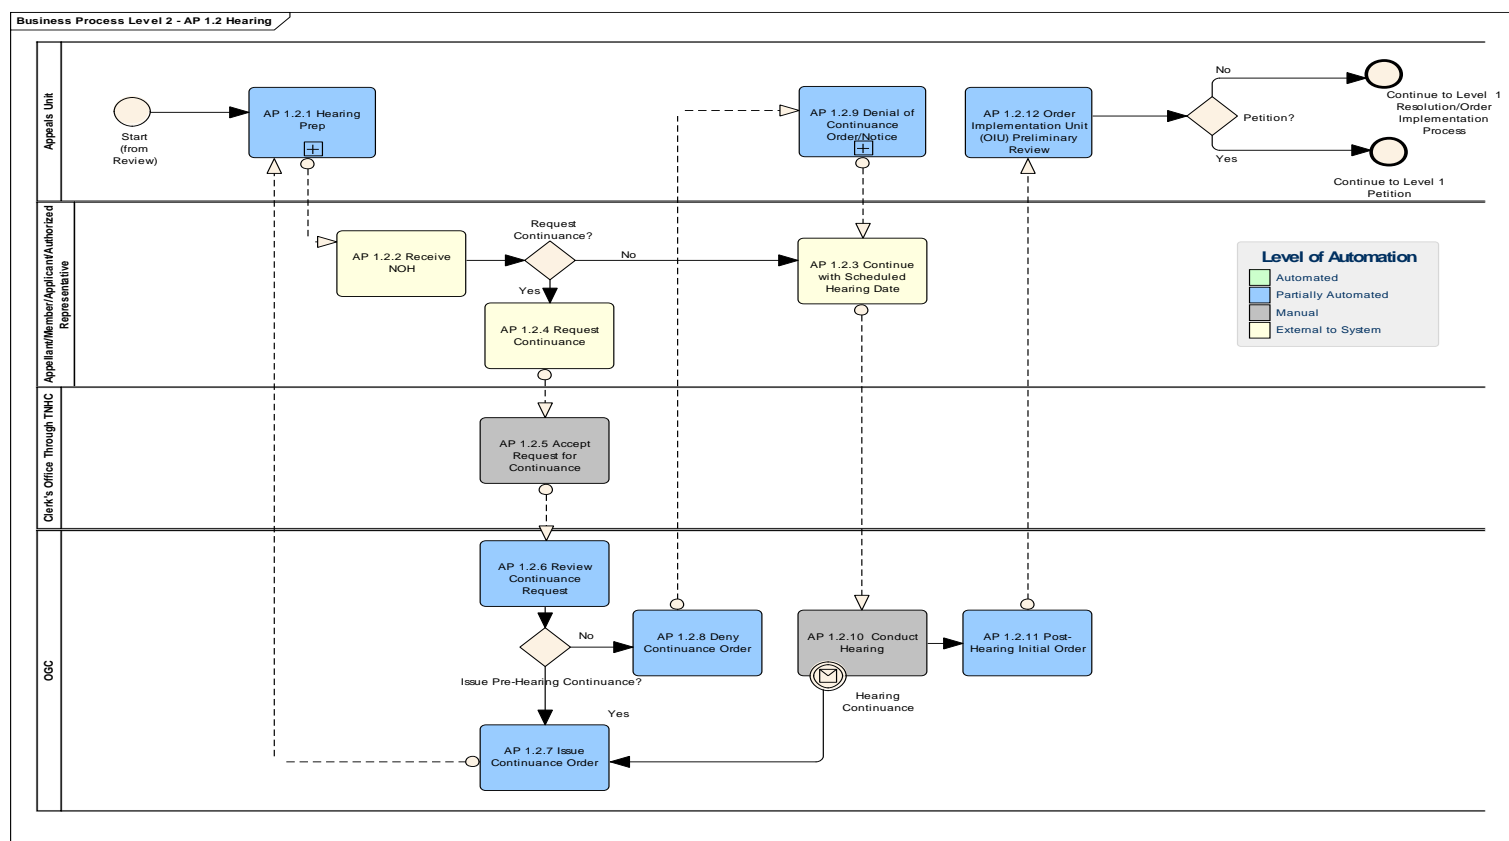 Business Process Level 2 - AP 1.2 Hearing
Appeals Unit
Start
(from
Review)
AP 1.2.1 Hearing
Prep
AP 1.2.9 Denial of
Continuance
Order/Notice
AP 1.2.12 Order
Implementation Unit
(OIU) Preliminary
Review
Petition?
No
Yes
Continue to Level 1
Resolution/Order
Implementation
Process
Continue to Level 1
Petition
Appellant/Member/Applicant/Authorized
Representative
AP 1.2.2 Receive
NOH
Request
Continuance?
No
Yes
AP 1.2.3 Continue
with Scheduled
Hearing Date
AP 1.2.4 Request
Continuance
Level of Automation
Automated
Partially Automated
Manual
External to System
Clerk's Office Through TNHC
AP 1.2.5 Accept
Request for
Continuance
OGC
AP 1.2.6 Review
Continuance
Request
No
Issue Pre-Hearing Continuance?
Yes
AP 1.2.8 Deny
Continuance Order
AP 1.2.10 Conduct
Hearing
Hearing
Continuance
AP 1.2.11 Post-
Hearing Initial Order
AP 1.2.7 Issue
Continuance Order